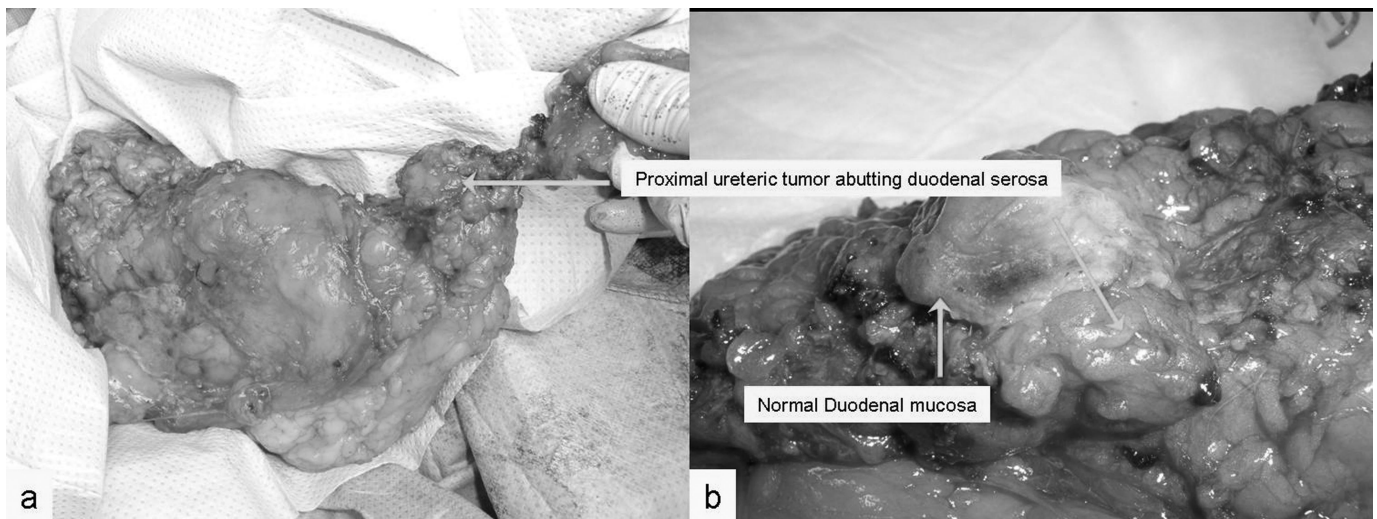 Proximal ureteric tumor abutting duodenal serosa
Normal Duodenal mucosa
a
b